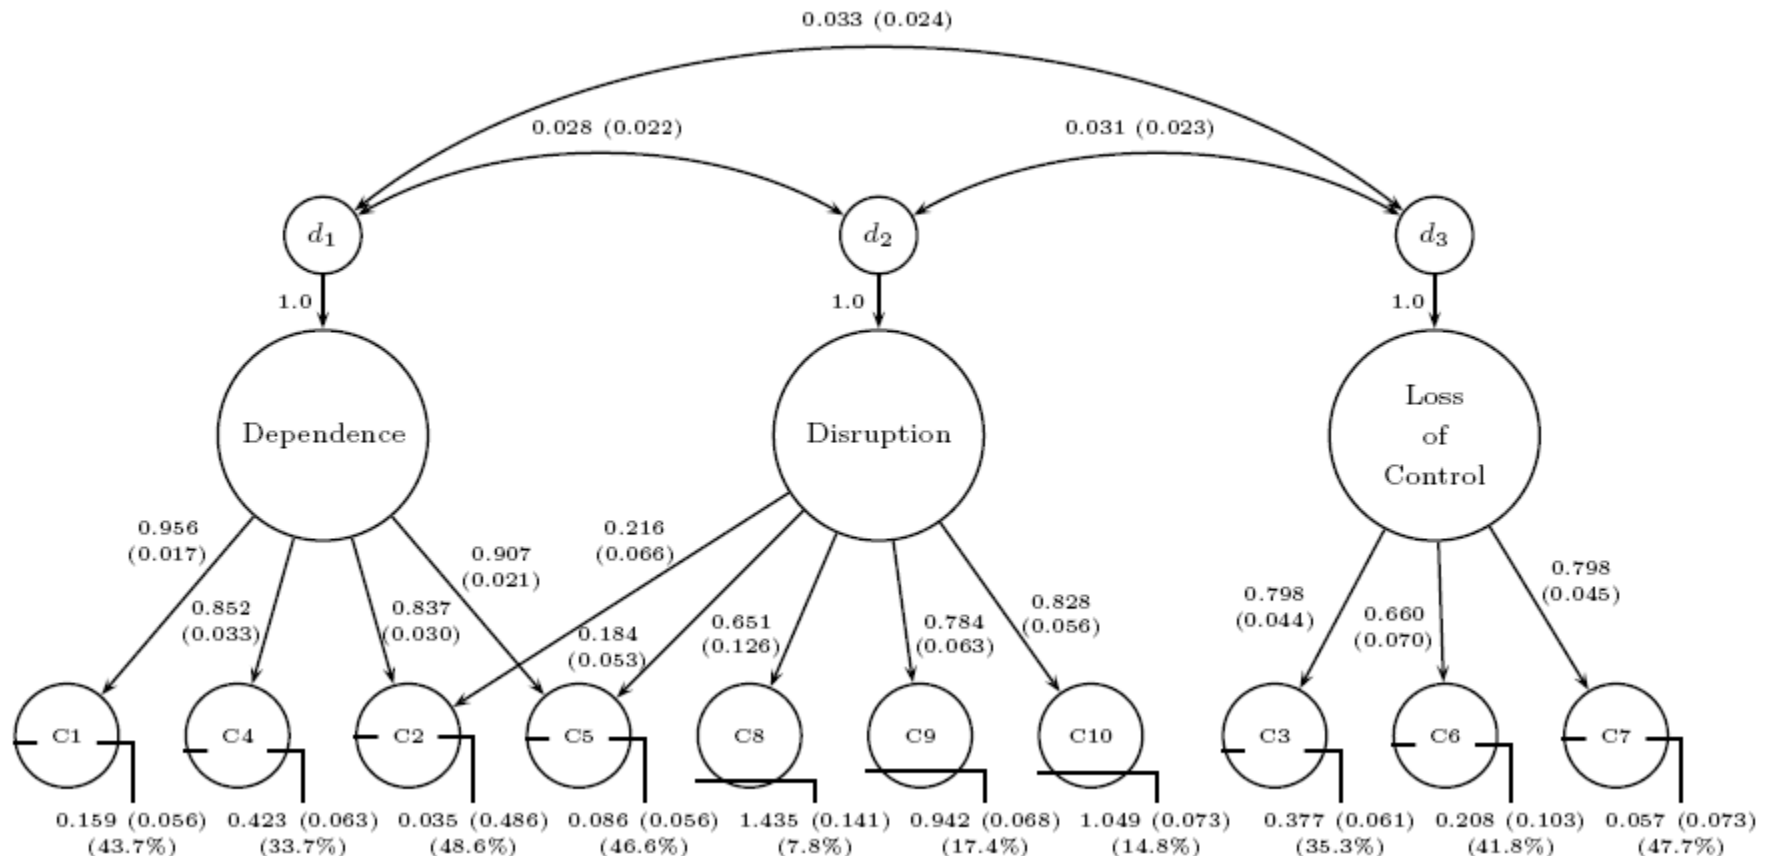 0.033 (0.024)
0.028 (0.022)
0.031 (0.023)
d1
d2
d3
1.0
1.0
1.0
Dependence
Disruption
Loss
of
Control
0.956
(0.017)
0.852
(0.033)
0.837
(0.030)
0.907
(0.021)
0.216
(0.066)
0.184
(0.053)
0.651
(0.126)
0.784
(0.063)
0.828
(0.056)
0.798
(0.044)
0.660
(0.070)
0.798
(0.045)
C1
C4
C2
C5
C8
C9
C10
C3
C6
C7
0.159 (0.056)
(43.7%)
0.423 (0.063)
(33.7%)
0.035 (0.486)
(48.6%)
0.086 (0.056)
(46.6%)
1.435 (0.141)
(7.8%)
0.942 (0.068)
(17.4%)
1.049 (0.073)
(14.8%)
0.377 (0.061)
(35.3%)
0.208 (0.103)
(41.8%)
0.057 (0.073)
(47.7%)